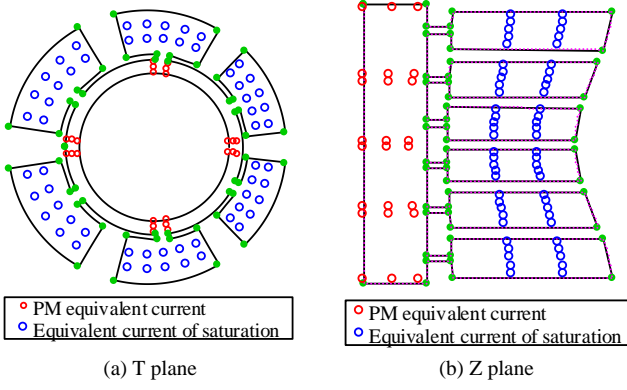 PM equivalent current
Equivalent current of saturation
PM equivalent current
Equivalent current of saturation
(a) T plane
(b) Z plane